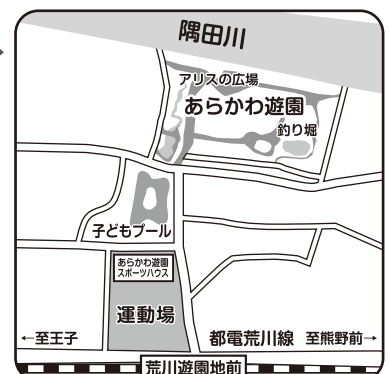 隅田川
アリスの広場
あらかわ遊園
釣り堀
子どもプール
あらかわ遊園
スポーツハウス
運動場
←至王子
都電荒川線
至熊野前→
荒川遊園地前